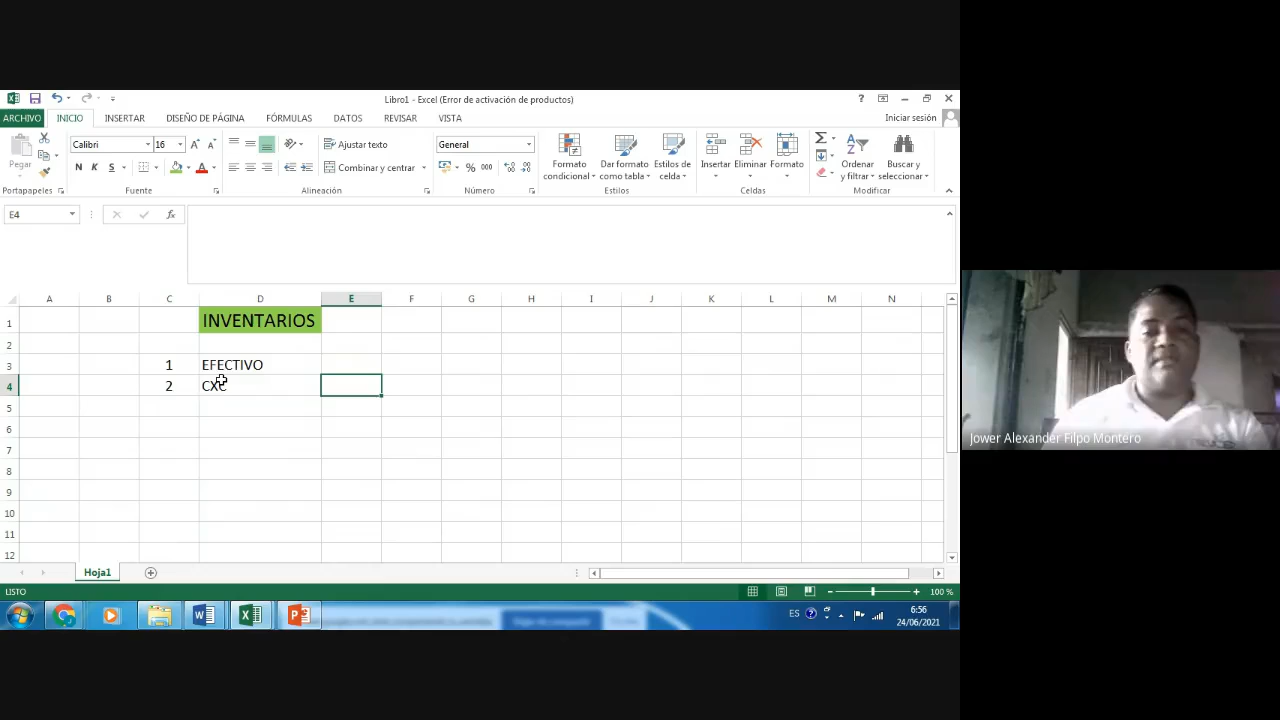 Libro1 - Excel (Error de activación de productos)
?
ARCHIVO INICIO INSERTAR DISEÑO DE PÁGINA FÓRMULAS DATOS REVISAR VISTA Iniciar sesión
Pegar
Portapapeles
Calibri 16
N K S
Fuente
Ajustar texto
Combinar y centrar
Alineación
General
% 000
Número
Formato condicional
Dar formato como tabla
Estilos de celda
Estilos
Insertar Eliminar Formato
Celdas
Ordenar y filtrar
Buscar y seleccionar
Modificar
E4 fx
A B C D E F G H I J K L M N
1 INVENTARIOS
2
3 1 EFECTIVO
4 2 CXC
5
6
7
8
9
10
11
12
Hoja1
LISTO 100 %
ES 6:56
24/06/2021
Jower Alexander Filpo Montero